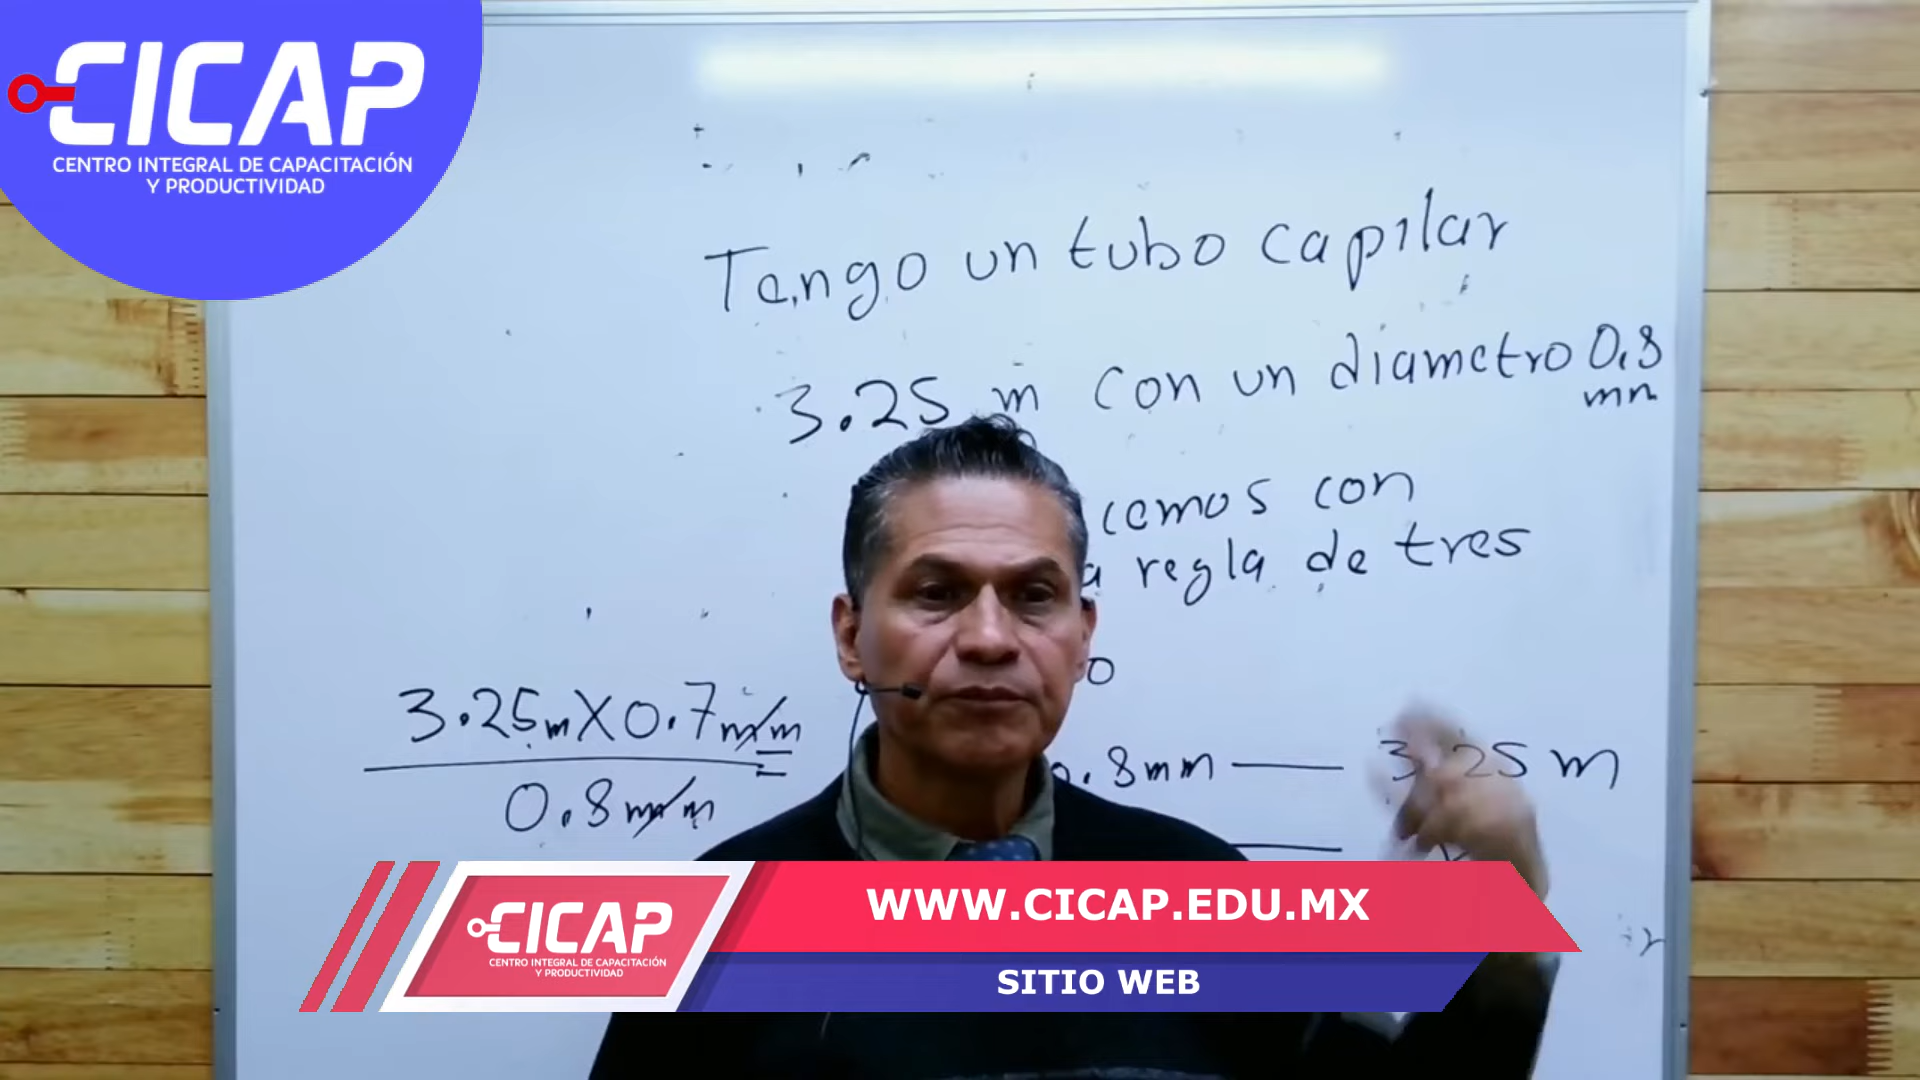 CICAP
CENTRO INTEGRAL DE CAPACITACIÓN
Y PRODUCTIVIDAD
Tengo un tubo capilar
3.25 m con un diametro 0.8
mm
cemos con
a regla de tres
3.25m X 0.7mm =
0.8mm
0.8mm — 3.25 m
WWW.CICAP.EDU.MX
SITIO WEB
CICAP
CENTRO INTEGRAL DE CAPACITACIÓN
Y PRODUCTIVIDAD